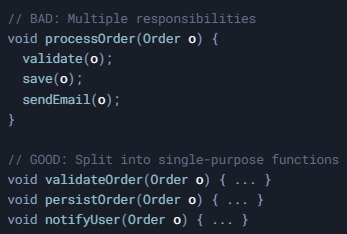 // BAD: Multiple responsibilities
void processOrder(Order o) {
  validate(o);
  save(o);
  sendEmail(o);
}

// GOOD: Split into single-purpose functions
void validateOrder(Order o) { ... }
void persistOrder(Order o) { ... }
void notifyUser(Order o) { ... }